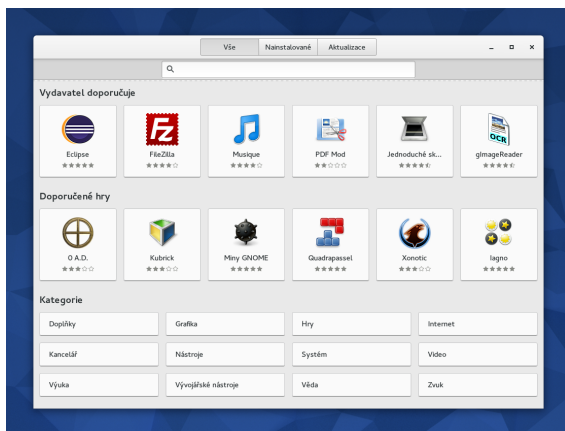 Vše Nainstalované Aktualizace
Vydavatel doporučuje
Eclipse FileZilla Musique PDF Mod Jednoduché sk... gImageReader
OCR
Doporučené hry
0 A.D. Kubrick Miny GNOME Quadrapassel Xonotic Iagno
Kategorie
Doplňky Grafika Hry Internet
Kancelář Nástroje Systém Video
Výuka Vývojářské nástroje Věda Zvuk